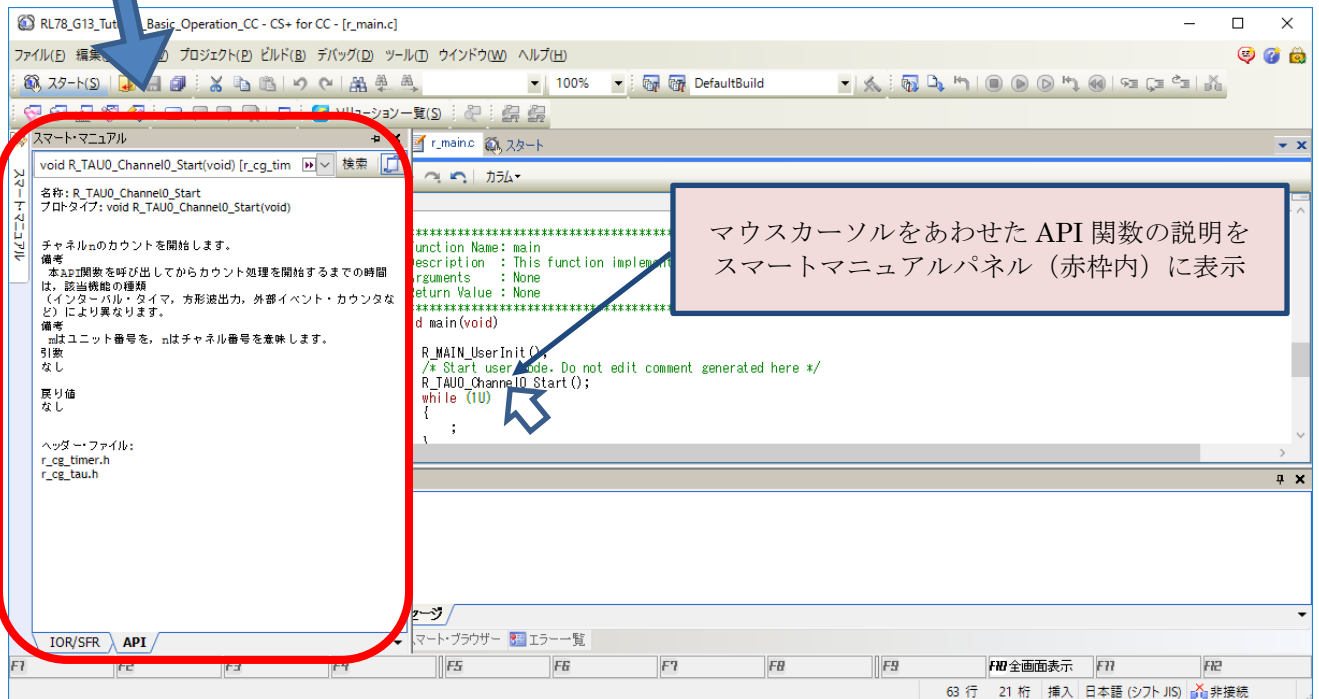 RL78_G13_Tut Basic_Operation_CC - CS+ for CC - [r_main.c]
ファイル(F) 編集 プロジェクト(P) ビルド(B) デバッグ(D) ツール(T) ウインドウ(W) ヘルプ(H)
スタート(S) 100% DefaultBuild
ソリューション一覧(S)
スマート・マニュアル
void R_TAU0_Channel0_Start(void) [r_cg_tim 検索
スマート・マニュアル
名称: R_TAU0_Channel0_Start
プロトタイプ: void R_TAU0_Channel0_Start(void)
チャネルnのカウントを開始します。
備考
本API関数を呼び出してからカウント処理を開始するまでの時間
は，該当機能の種類
（インターバル・タイマ，方形波出力，外部イベント・カウンタな
ど）により異なります。
備考
mはユニット番号を，nはチャネル番号を意味します。
引数
なし
戻り値
なし
ヘッダー・ファイル:
r_cg_timer.h
r_cg_tau.h
IOR/SFR API
r_main.c スタート
カラム
unction Name: main
escription : This function implemen
rguments : None
eturn Value : None
d main(void)
R_MAIN_UserInit();
/* Start user code. Do not edit comment generated here */
R_TAU0_Channel0_Start();
while (1U)
{
;
}
マウスカーソルをあわせた API 関数の説明を
スマートマニュアルパネル（赤枠内）に表示
セージ
スマート・ブラウザー エラー一覧
F1 F2 F3 F4 F5 F6 F7 F8 F9 F10 全画面表示 F11 F12
63 行 21 桁 挿入 日本語 (シフト JIS) 非接続